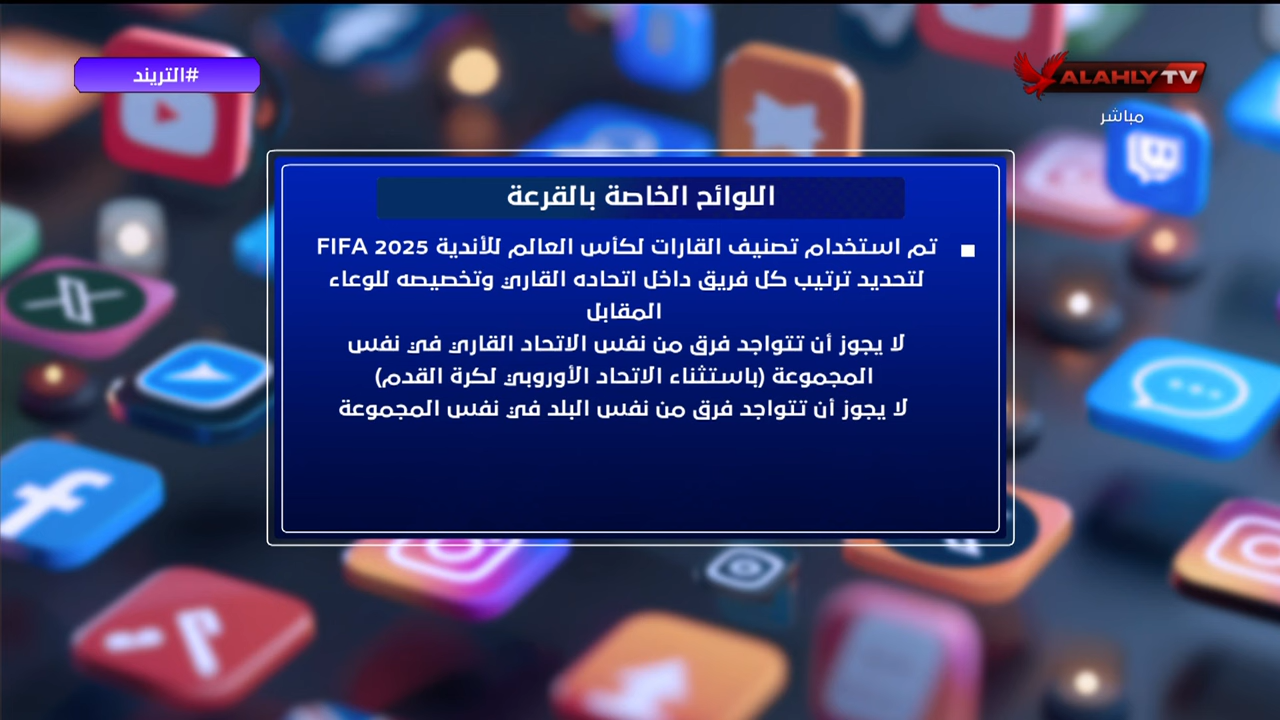 #التريند
ALAHLY TV
مباشر
اللوائح الخاصة بالقرعة
تم استخدام تصنيف القارات لكأس العالم للأندية FIFA 2025
لتحديد ترتيب كل فريق داخل اتحاده القاري وتخصيصه للوعاء
المقابل
لا يجوز أن تتواجد فرق من نفس الاتحاد القاري في نفس
المجموعة (باستثناء الاتحاد الأوروبي لكرة القدم)
لا يجوز أن تتواجد فرق من نفس البلد في نفس المجموعة